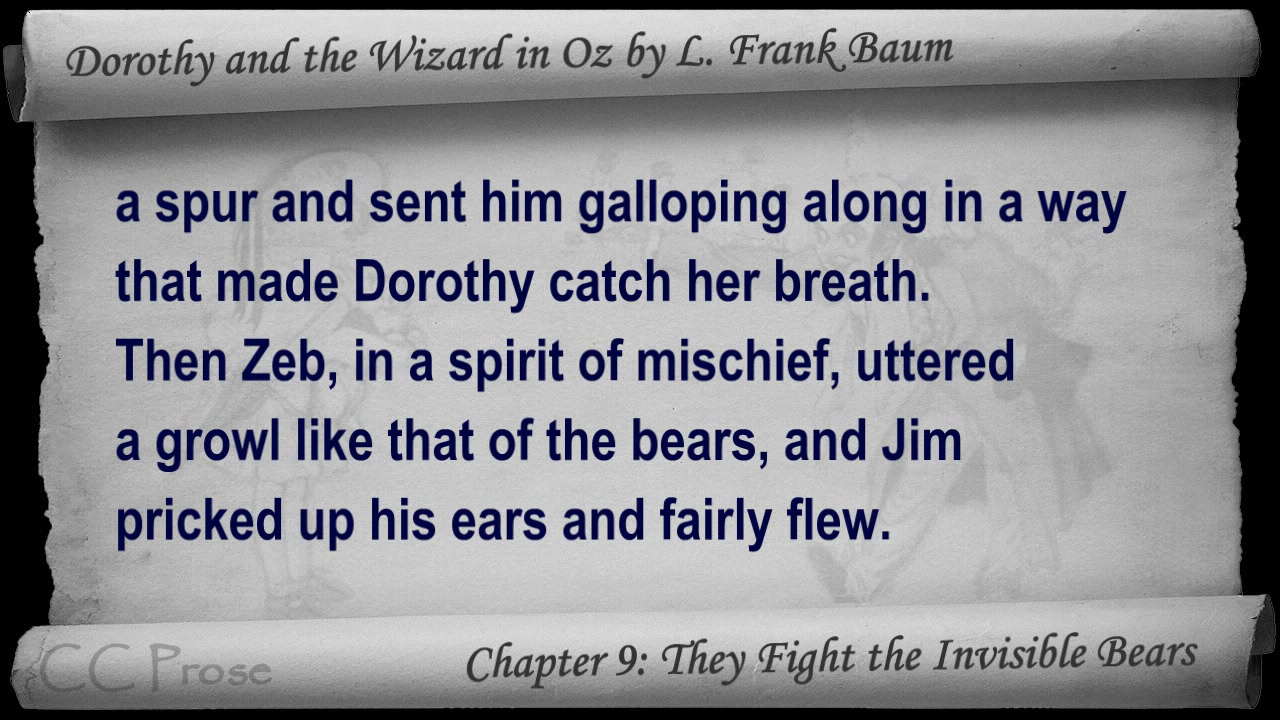 Dorothy and the Wizard in Oz by L. Frank Baum
a spur and sent him galloping along in a way
that made Dorothy catch her breath.
Then Zeb, in a spirit of mischief, uttered
a growl like that of the bears, and Jim
pricked up his ears and fairly flew.
CC Prose
Chapter 9: They Fight the Invisible Bears